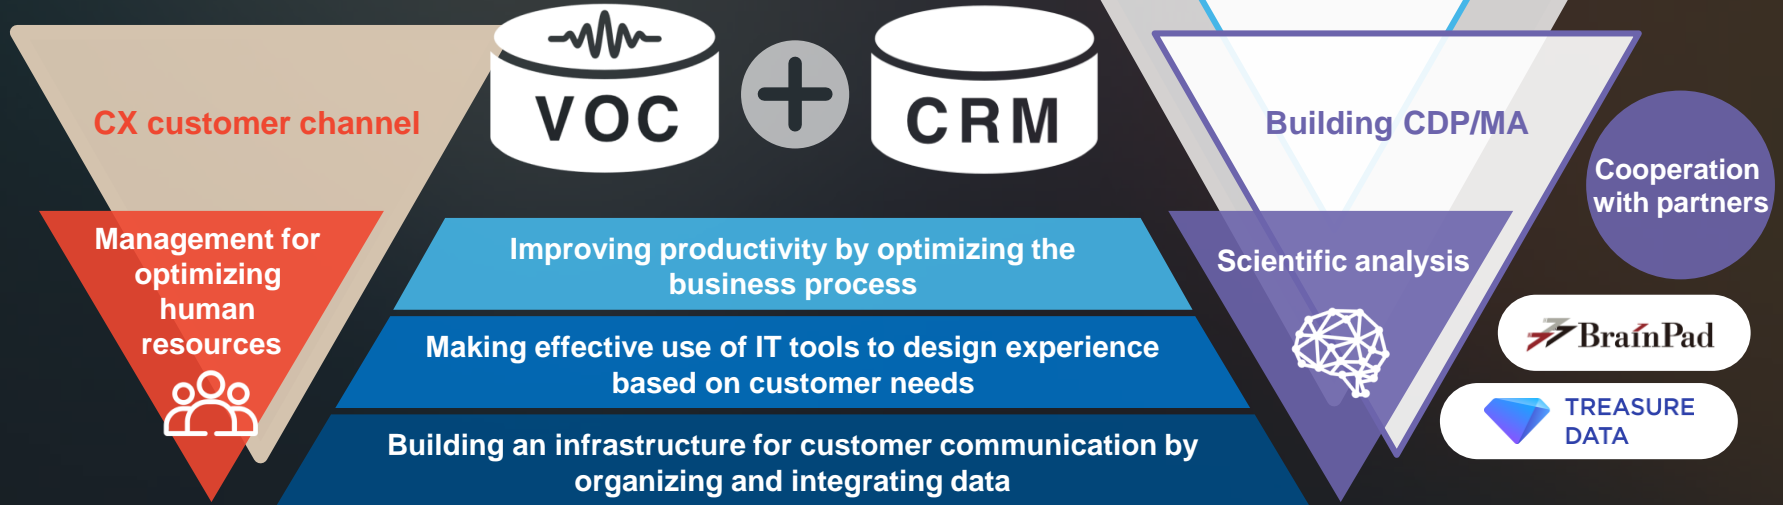 CX customer channel
VOC
CRM
Building CDP/MA
Cooperation
with partners
Management for
optimizing
human
resources
Improving productivity by optimizing the
business process
Making effective use of IT tools to design experience
based on customer needs
Building an infrastructure for customer communication by
organizing and integrating data
Scientific analysis
BrainPad
TREASURE
DATA